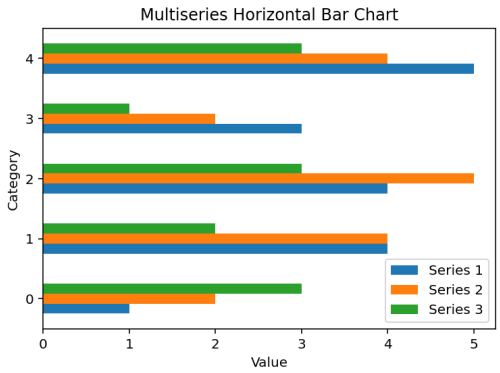 Multiseries Horizontal Bar Chart
Category
4
3
2
1
0
0 1 2 3 4 5
Value
Series 1
Series 2
Series 3